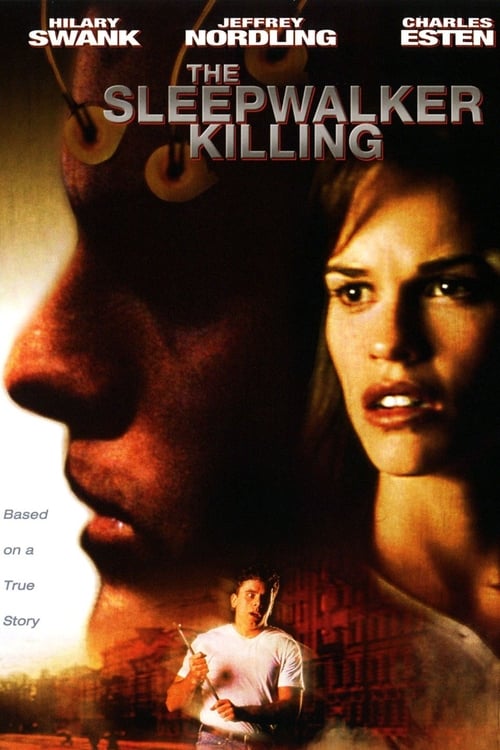 HILARY SWANK
JEFFREY NORDLING
CHARLES ESTEN
THE
SLEEPWALKER
KILLING
Based
on a
True
Story